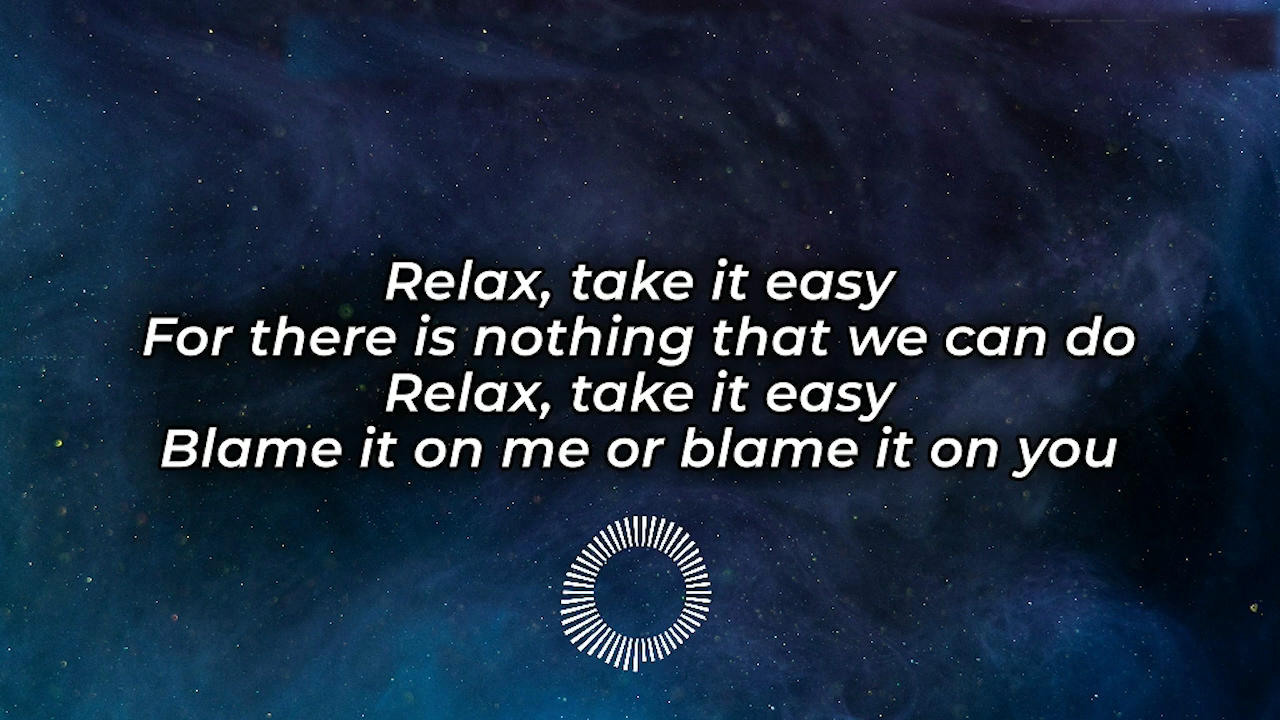 Relax, take it easy
For there is nothing that we can do
Relax, take it easy
Blame it on me or blame it on you